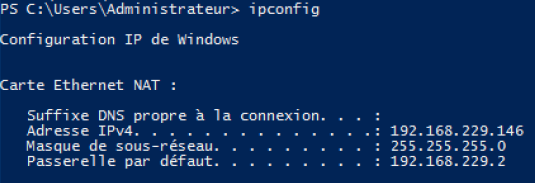 PS C:\Users\Administrateur> ipconfig
Configuration IP de Windows
Carte Ethernet NAT :
Suffixe DNS propre à la connexion. . . :
Adresse IPv4. . . . . . . . . . . . . .: 192.168.229.146
Masque de sous-réseau. . . . . . . . . : 255.255.255.0
Passerelle par défaut. . . . . . . . . : 192.168.229.2